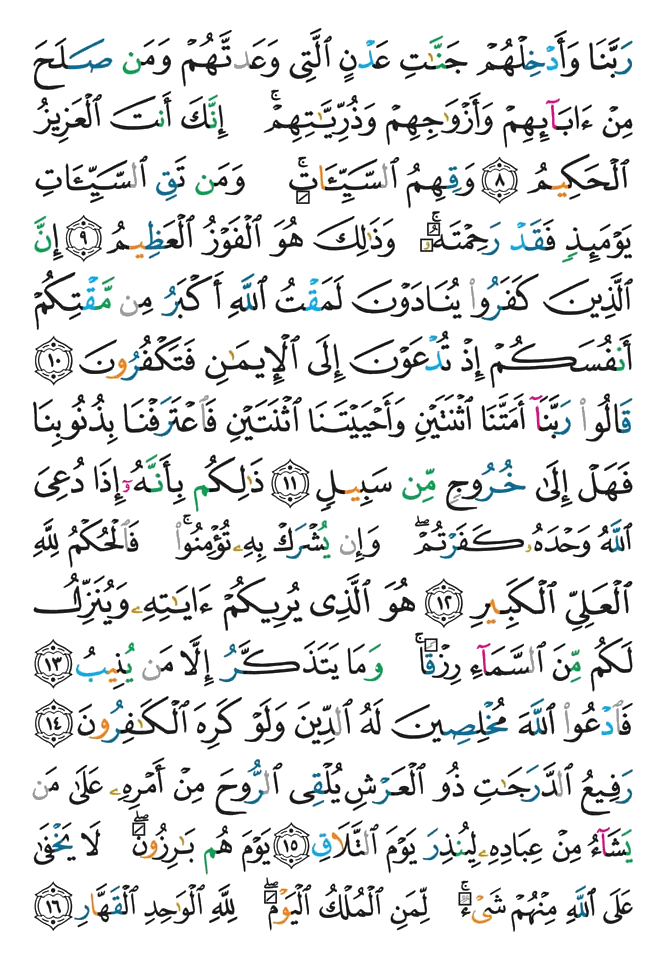 رَبَّنَا وَأَدْخِلْهُمْ جَنَّـٰتِ عَدْنٍ ٱلَّتِى وَعَدتَّهُمْ وَمَن صَلَحَ
مِنْ ءَابَآئِهِمْ وَأَزْوَٰجِهِمْ وَذُرِّيَّـٰتِهِمْ ۚ إِنَّكَ أَنتَ ٱلْعَزِيزُ
ٱلْحَكِيمُ ۝٨ وَقِهِمُ ٱلسَّيِّـَٔاتِ ۚ وَمَن تَقِ ٱلسَّيِّـَٔاتِ
يَوْمَئِذٍ فَقَدْ رَحِمْتَهُۥ ۚ وَذَٰلِكَ هُوَ ٱلْفَوْزُ ٱلْعَظِيمُ ۝٩ إِنَّ
ٱلَّذِينَ كَفَرُوا۟ يُنَادَوْنَ لَمَقْتُ ٱللَّهِ أَكْبَرُ مِن مَّقْتِكُمْ
أَنفُسَكُمْ إِذْ تُدْعَوْنَ إِلَى ٱلْإِيمَـٰنِ فَتَكْفُرُونَ ۝١٠
قَالُوا۟ رَبَّنَآ أَمَتَّنَا ٱثْنَتَيْنِ وَأَحْيَيْتَنَا ٱثْنَتَيْنِ فَٱعْتَرَفْنَا بِذُنُوبِنَا
فَهَلْ إِلَىٰ خُرُوجٍ مِّن سَبِيلٍ ۝١١ ذَٰلِكُم بِأَنَّهُۥٓ إِذَا دُعِىَ
ٱللَّهُ وَحْدَهُۥ كَفَرْتُمْ ۖ وَإِن يُشْرَكْ بِهِۦ تُؤْمِنُوا۟ ۚ فَٱلْحُكْمُ لِلَّهِ
ٱلْعَلِىِّ ٱلْكَبِيرِ ۝١٢ هُوَ ٱلَّذِى يُرِيكُمْ ءَايَـٰتِهِۦ وَيُنَزِّلُ
لَكُم مِّنَ ٱلسَّمَآءِ رِزْقًا ۚ وَمَا يَتَذَكَّرُ إِلَّا مَن يُنِيبُ ۝١٣
فَٱدْعُوا۟ ٱللَّهَ مُخْلِصِينَ لَهُ ٱلدِّينَ وَلَوْ كَرِهَ ٱلْكَـٰفِرُونَ ۝١٤
رَفِيعُ ٱلدَّرَجَـٰتِ ذُو ٱلْعَرْشِ يُلْقِى ٱلرُّوحَ مِنْ أَمْرِهِۦ عَلَىٰ مَن
يَشَآءُ مِنْ عِبَادِهِۦ لِيُنذِرَ يَوْمَ ٱلتَّلَاقِ ۝١٥ يَوْمَ هُم بَـٰرِزُونَ ۖ لَا يَخْفَىٰ
عَلَى ٱللَّهِ مِنْهُمْ شَىْءٌ ۚ لِّمَنِ ٱلْمُلْكُ ٱلْيَوْمَ ۖ لِلَّهِ ٱلْوَٰحِدِ ٱلْقَهَّارِ ۝١٦